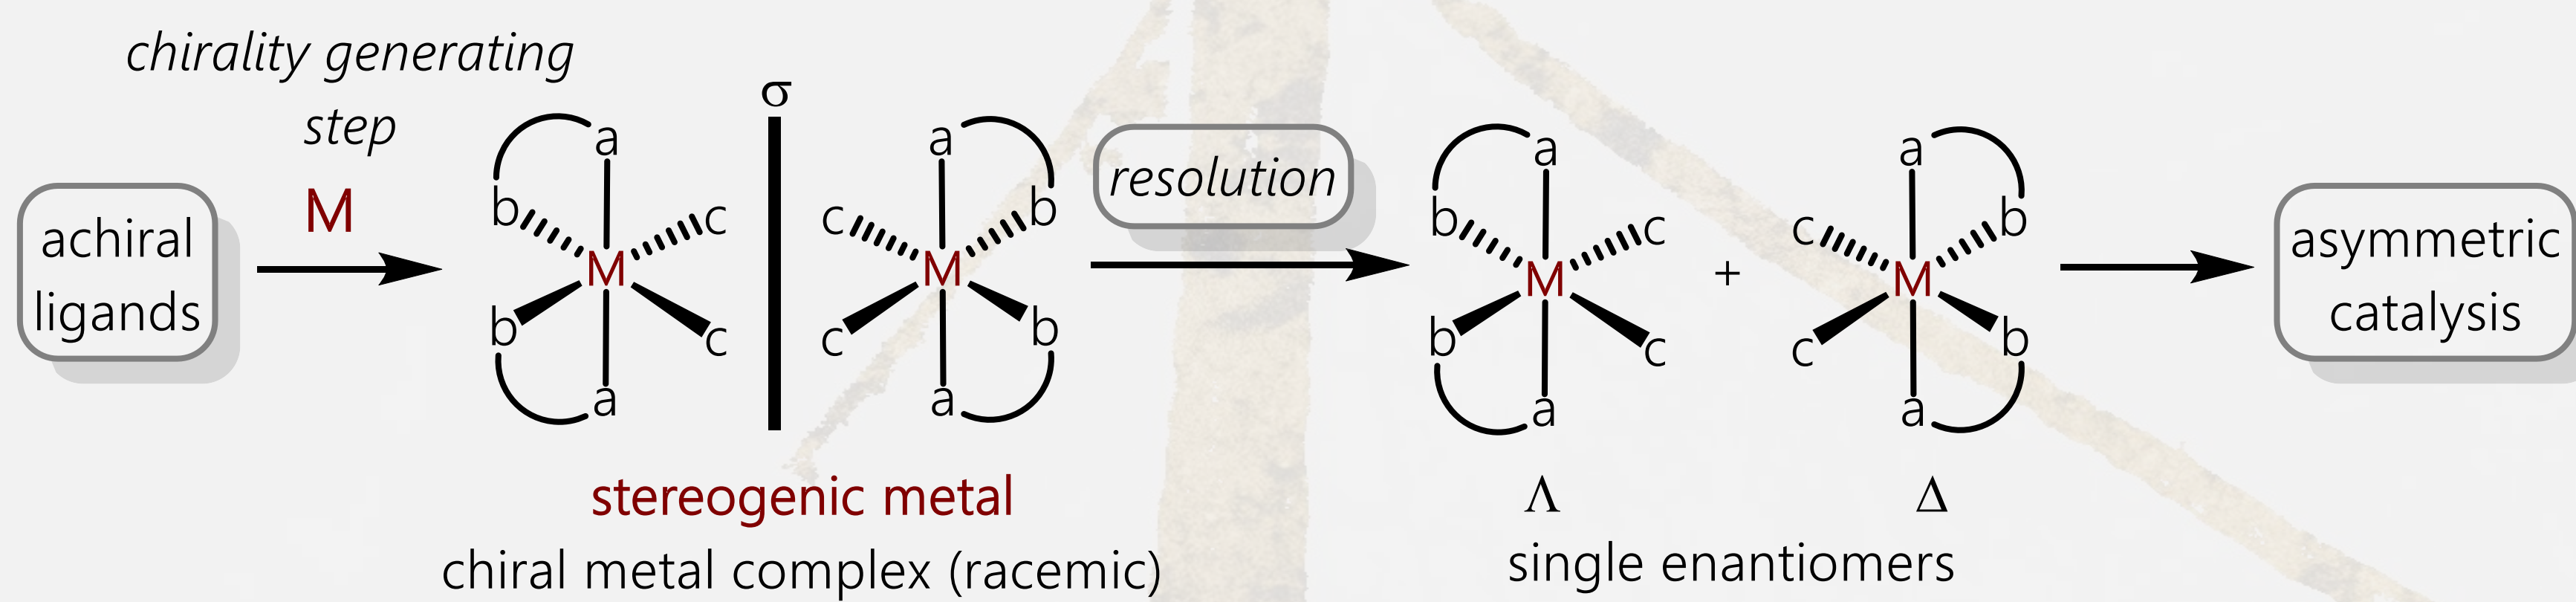 chirality generating
step
M
achiral
ligands
σ
a
b
c
M
b
c
a
a
c
b
M
c
b
a
resolution
a
b
c
M
b
c
a
+
a
c
b
M
c
b
a
asymmetric
catalysis
stereogenic metal
chiral metal complex (racemic)
Λ
Δ
single enantiomers